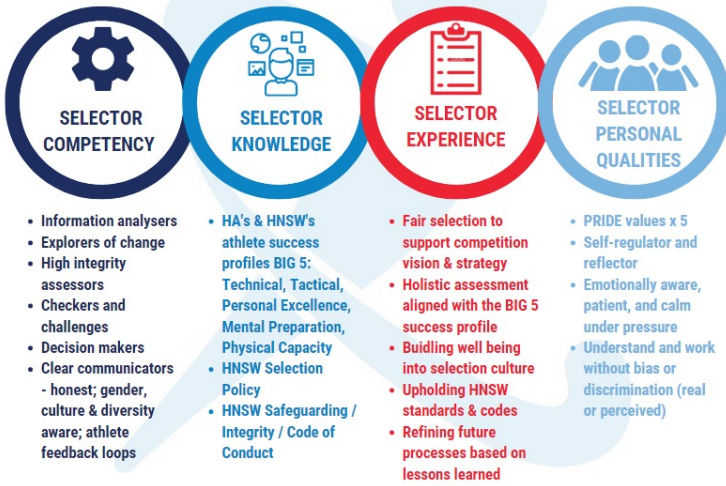 SELECTOR
COMPETENCY
• Information analysers
• Explorers of change
• High integrity
assessors
• Checkers and
challenges
• Decision makers
• Clear communicators
- honest; gender,
culture & diversity
aware; athlete
feedback loops
SELECTOR
KNOWLEDGE
• HA's & HNSW's
athlete success
profiles BIG 5:
Technical, Tactical,
Personal Excellence,
Mental Preparation,
Physical Capacity
• HNSW Selection
Policy
• HNSW Safeguarding /
Integrity / Code of
Conduct
SELECTOR
EXPERIENCE
• Fair selection to
support competition
vision & strategy
• Holistic assessment
aligned with the BIG 5
success profile
• Buidling well being
into selection culture
• Upholding HNSW
standards & codes
• Refining future
processes based on
lessons learned
SELECTOR
PERSONAL
QUALITIES
• PRIDE values x 5
• Self-regulator and
reflector
• Emotionally aware,
patient, and calm
under pressure
• Understand and work
without bias or
discrimination (real
or perceived)